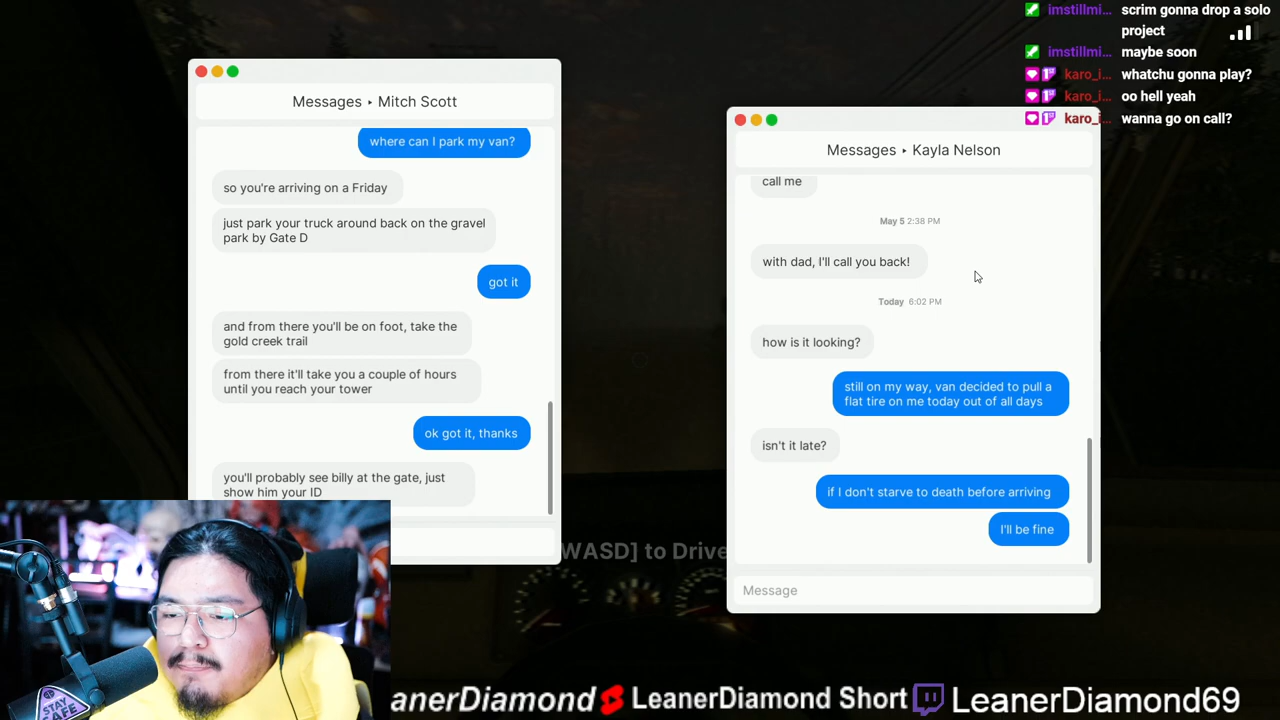 imstillmi... scrim gonna drop a solo
project
imstillmi... maybe soon
karo_i... whatchu gonna play?
karo_i... oo hell yeah
karo_i... wanna go on call?
Messages ▸ Mitch Scott
where can I park my van?
so you're arriving on a Friday
just park your truck around back on the gravel
park by Gate D
got it
and from there you'll be on foot, take the
gold creek trail
from there it'll take you a couple of hours
until you reach your tower
ok got it, thanks
you'll probably see billy at the gate, just
show him your ID
Messages ▸ Kayla Nelson
call me
May 5 2:38 PM
with dad, I'll call you back!
Today 6:02 PM
how is it looking?
still on my way, van decided to pull a
flat tire on me today out of all days
isn't it late?
if I don't starve to death before arriving
I'll be fine
Message
WASD] to Drive
STAY SAFE
eanerDiamond LeanerDiamond Short LeanerDiamond69